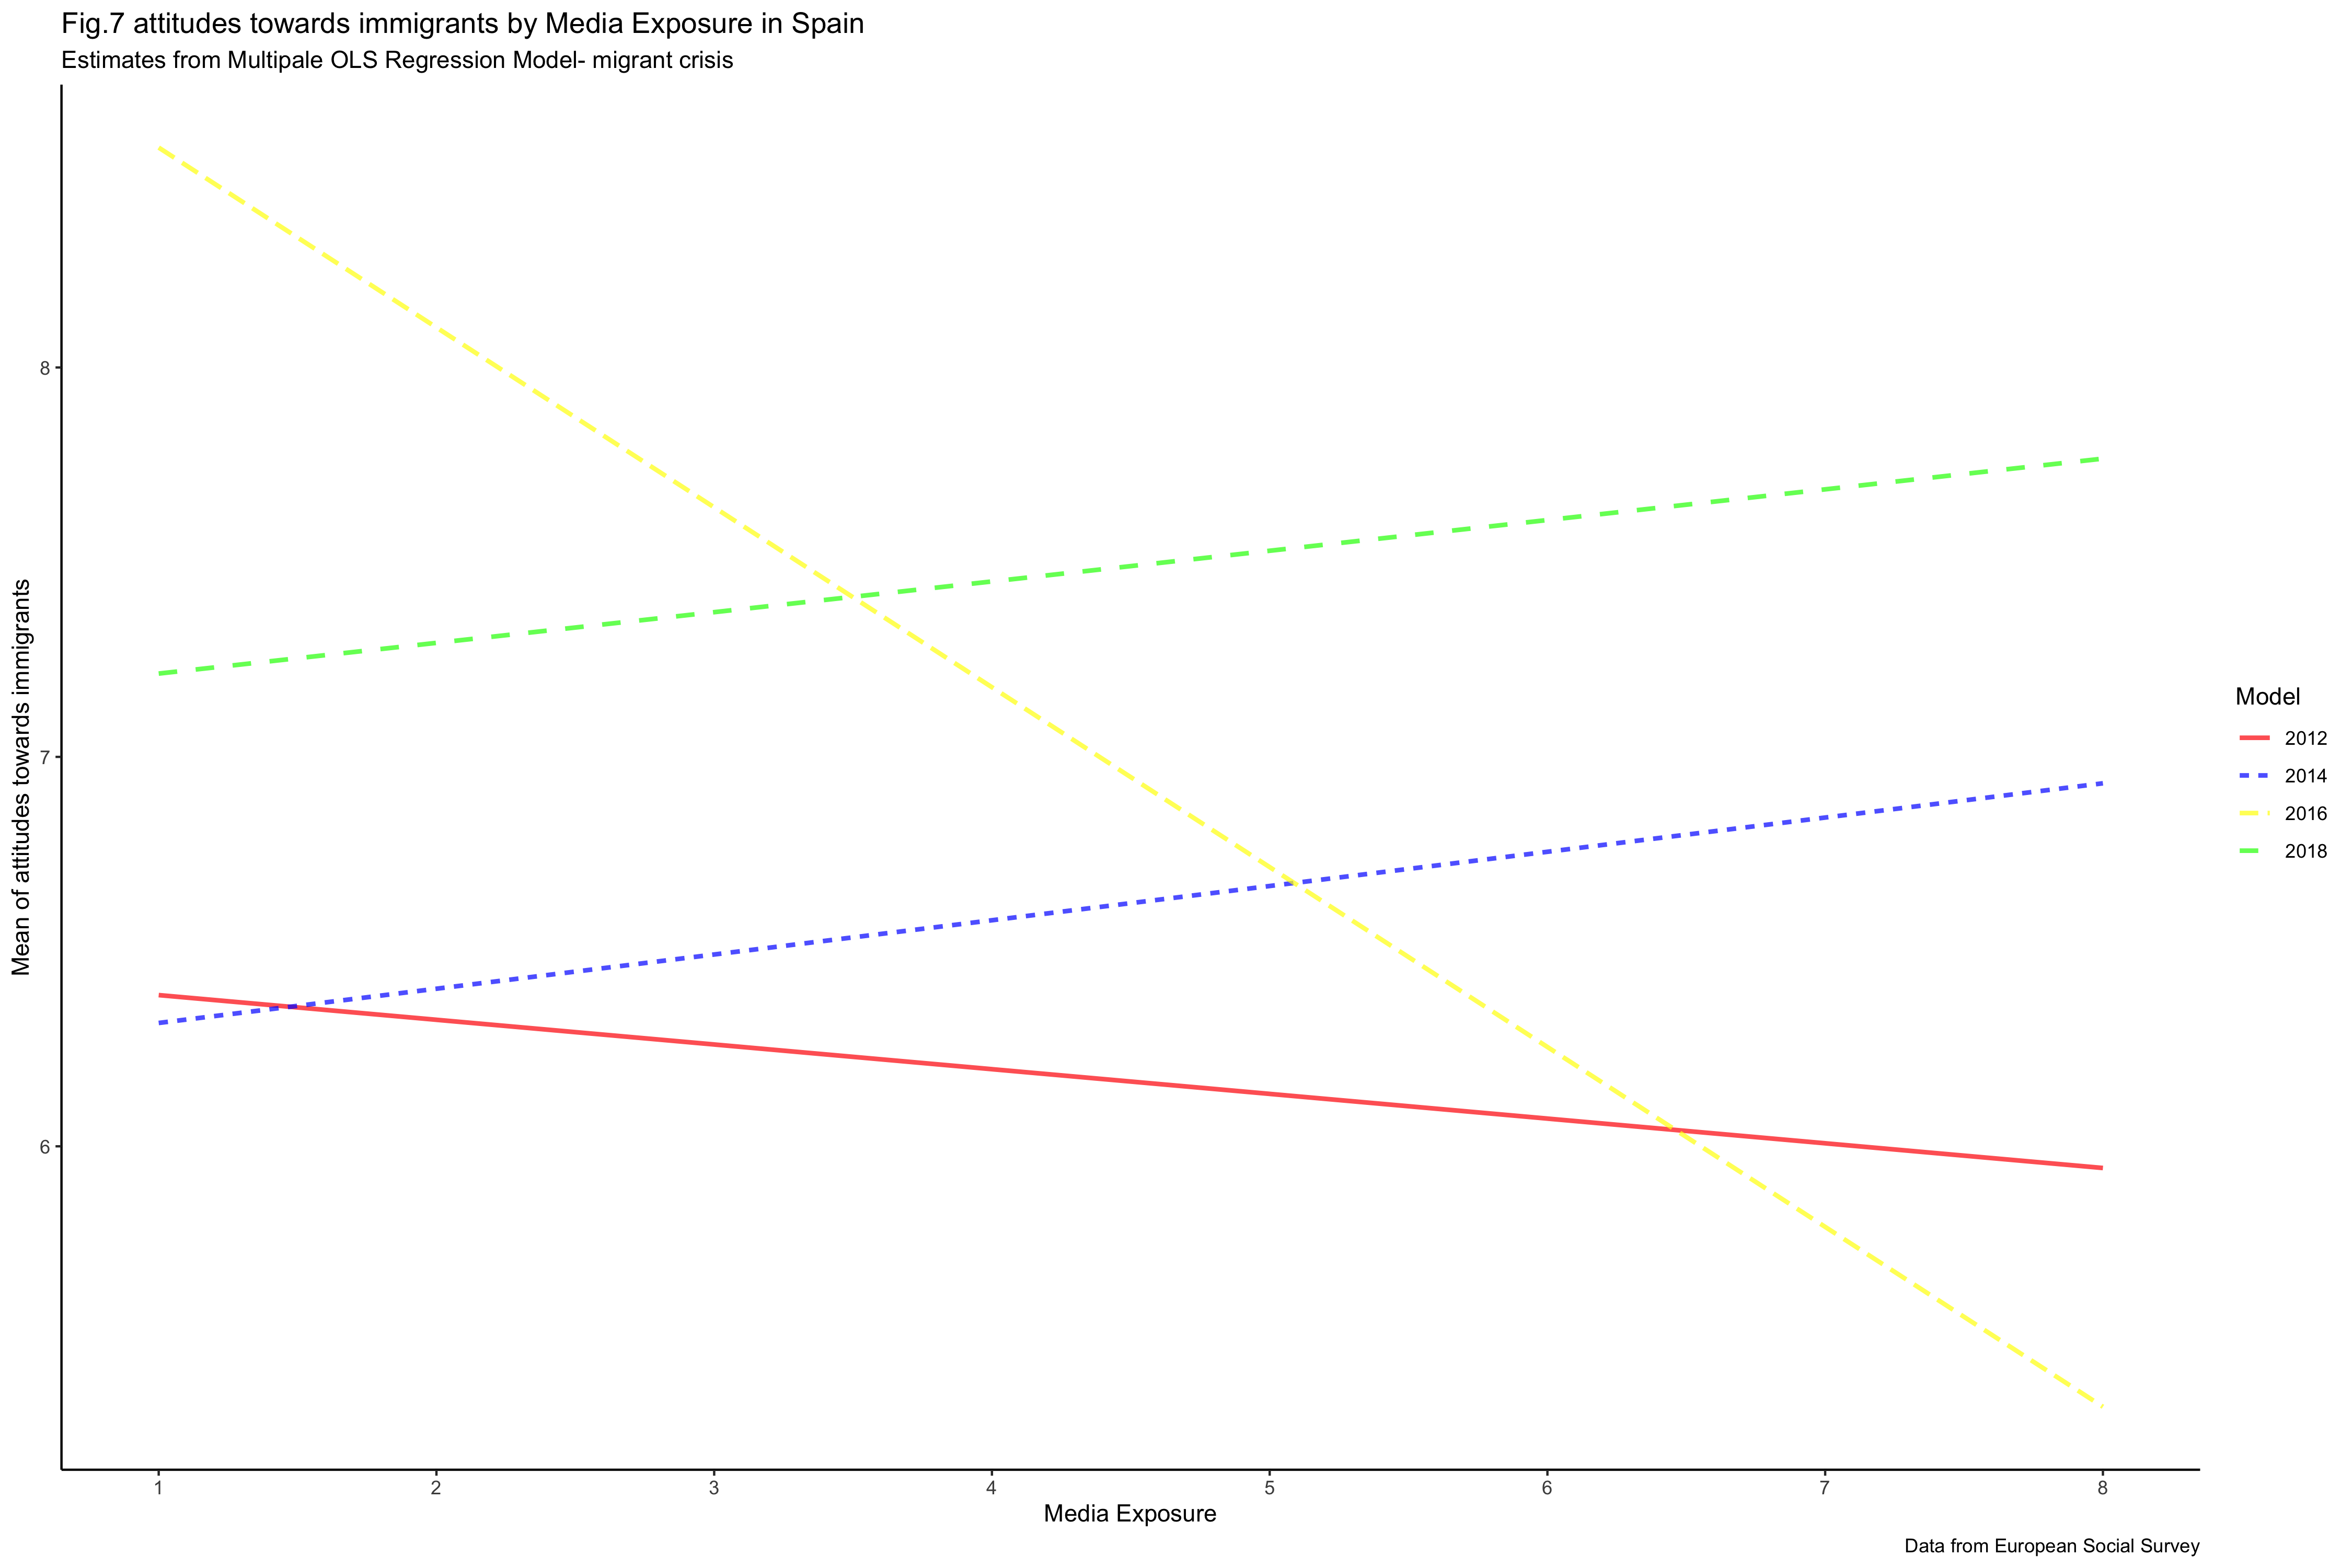 Fig.7 attitudes towards immigrants by Media Exposure in Spain
Estimates from Multipale OLS Regression Model- migrant crisis
Mean of attitudes towards immigrants
8
7
6
1 2 3 4 5 6 7 8
Media Exposure
Model
2012
2014
2016
2018
Data from European Social Survey